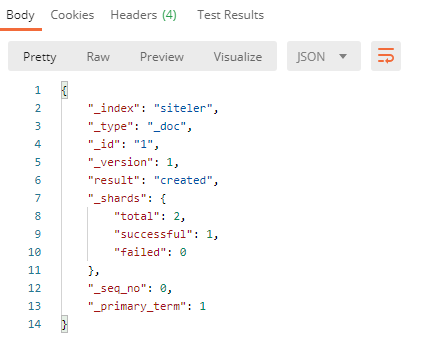 Body Cookies Headers (4) Test Results
Pretty Raw Preview Visualize JSON
1 {
2 "_index": "siteler",
3 "_type": "_doc",
4 "_id": "1",
5 "_version": 1,
6 "result": "created",
7 "_shards": {
8 "total": 2,
9 "successful": 1,
10 "failed": 0
11 },
12 "_seq_no": 0,
13 "_primary_term": 1
14 }